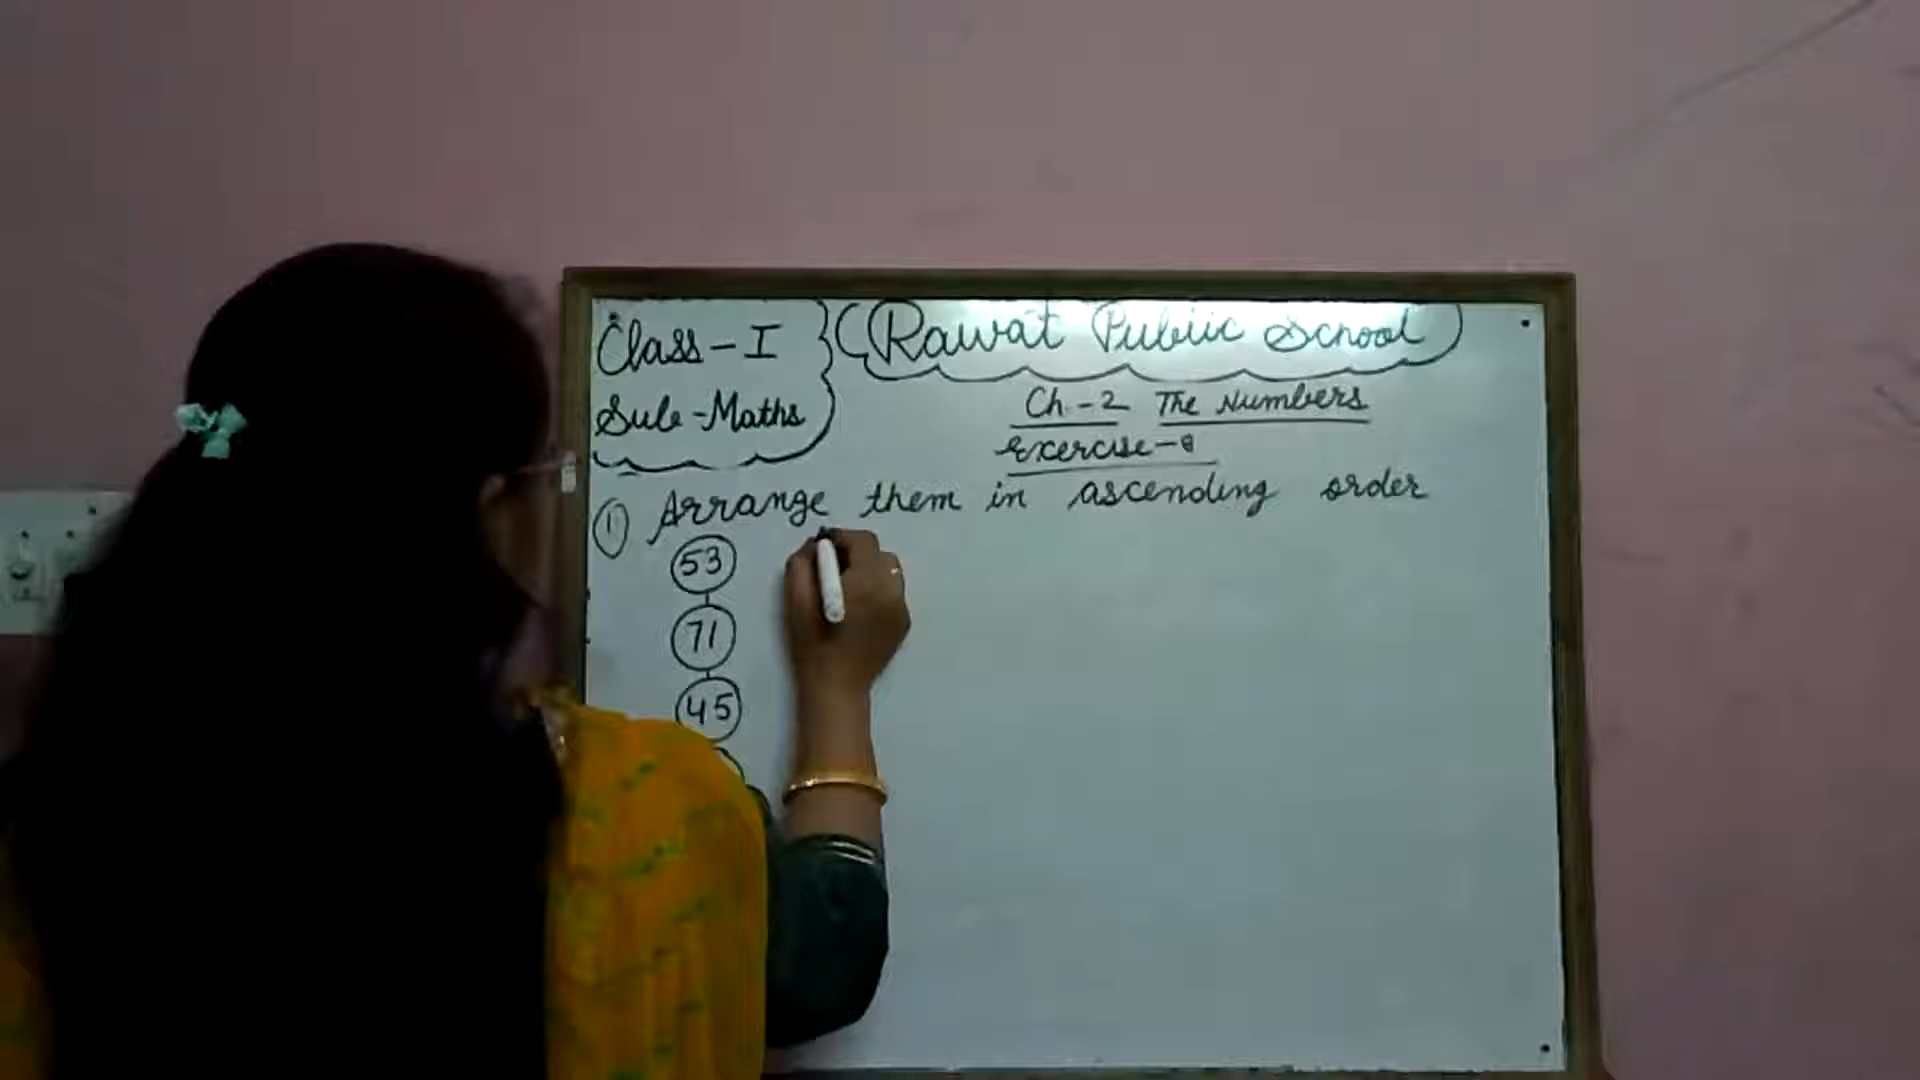 Class - I
Rawat Public School
Sub - Maths
Ch - 2 The Numbers
Exercise - 8
① Arrange them in ascending order
53
71
45